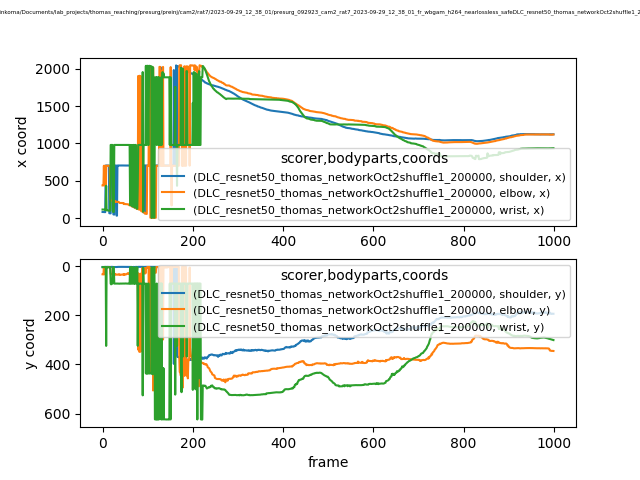 inkoma/Documents/lab_projects/thomas_reaching/presurg/preinj/cam2/rat7/2023-09-29_12_38_01/presurg_092923_cam2_rat7_2023-09-29_12_38_01_fr_wbgam_h264_nearlossless_safeDLC_resnet50_thomas_networkOct2shuffle1_2
2000
1500
1000
500
0
x coord
scorer,bodyparts,coords
(DLC_resnet50_thomas_networkOct2shuffle1_200000, shoulder, x)
(DLC_resnet50_thomas_networkOct2shuffle1_200000, elbow, x)
(DLC_resnet50_thomas_networkOct2shuffle1_200000, wrist, x)
0 200 400 600 800 1000
0
200
400
600
y coord
scorer,bodyparts,coords
(DLC_resnet50_thomas_networkOct2shuffle1_200000, shoulder, y)
(DLC_resnet50_thomas_networkOct2shuffle1_200000, elbow, y)
(DLC_resnet50_thomas_networkOct2shuffle1_200000, wrist, y)
0 200 400 600 800 1000
frame